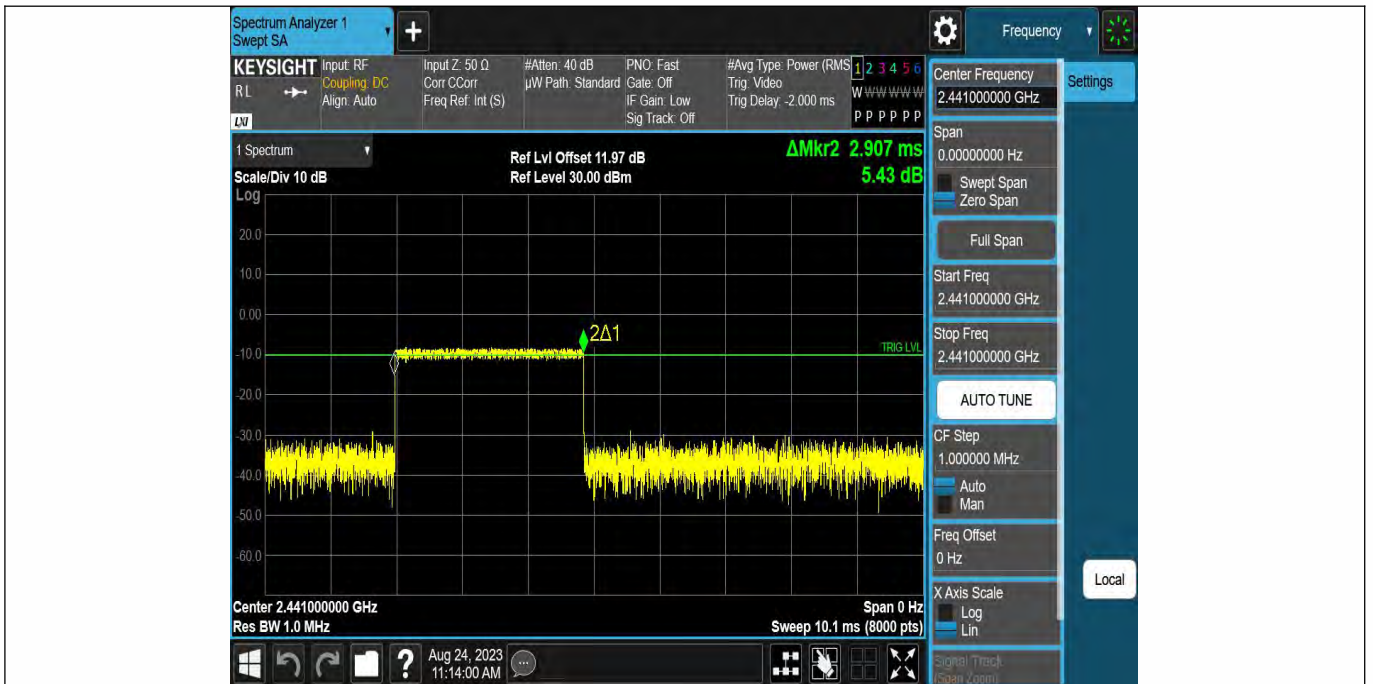 Spectrum Analyzer 1
Swept SA
Frequency
KEYSIGHT
R L
LXI
Input: RF
Coupling: DC
Align: Auto
Input Z: 50 Ω
Corr CCorr
Freq Ref: Int (S)
#Atten: 40 dB
µW Path: Standard
PNO: Fast
Gate: Off
IF Gain: Low
Sig Track: Off
#Avg Type: Power (RMS
Trig: Video
Trig Delay: -2.000 ms
1 2 3 4 5 6
W W W W W W
P P P P P P
Center Frequency
2.441000000 GHz
Settings
Span
0.00000000 Hz
Swept Span
Zero Span
Full Span
Start Freq
2.441000000 GHz
Stop Freq
2.441000000 GHz
AUTO TUNE
CF Step
1.000000 MHz
Auto
Man
Freq Offset
0 Hz
X Axis Scale
Log
Lin
Signal Track
(Span Zoom)
Local
1 Spectrum
Scale/Div 10 dB
Ref Lvl Offset 11.97 dB
Ref Level 30.00 dBm
ΔMkr2 2.907 ms
5.43 dB
Log
20.0
10.0
0.00
-10.0
-20.0
-30.0
-40.0
-50.0
-60.0
2Δ1
TRIG LVL
Center 2.441000000 GHz
Res BW 1.0 MHz
Span 0 Hz
Sweep 10.1 ms (8000 pts)
Aug 24, 2023
11:14:00 AM